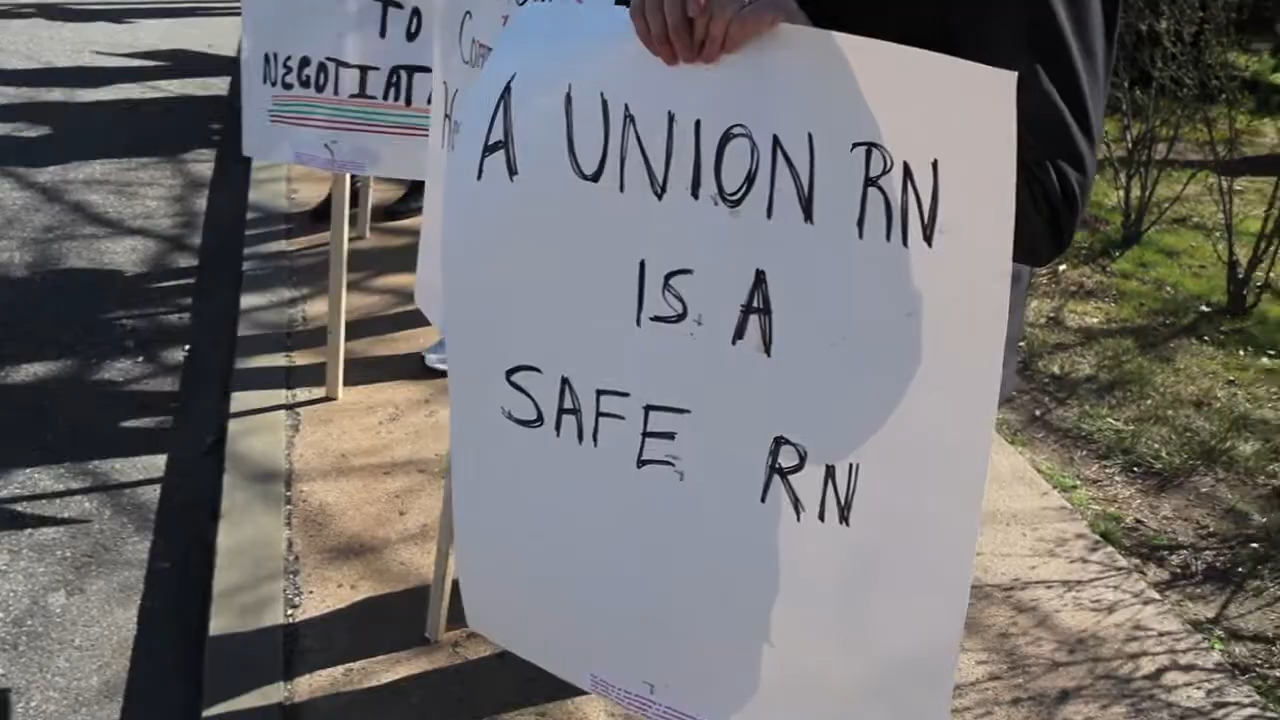 TO
NEGOTIAT
A UNION RN
IS A
SAFE RN